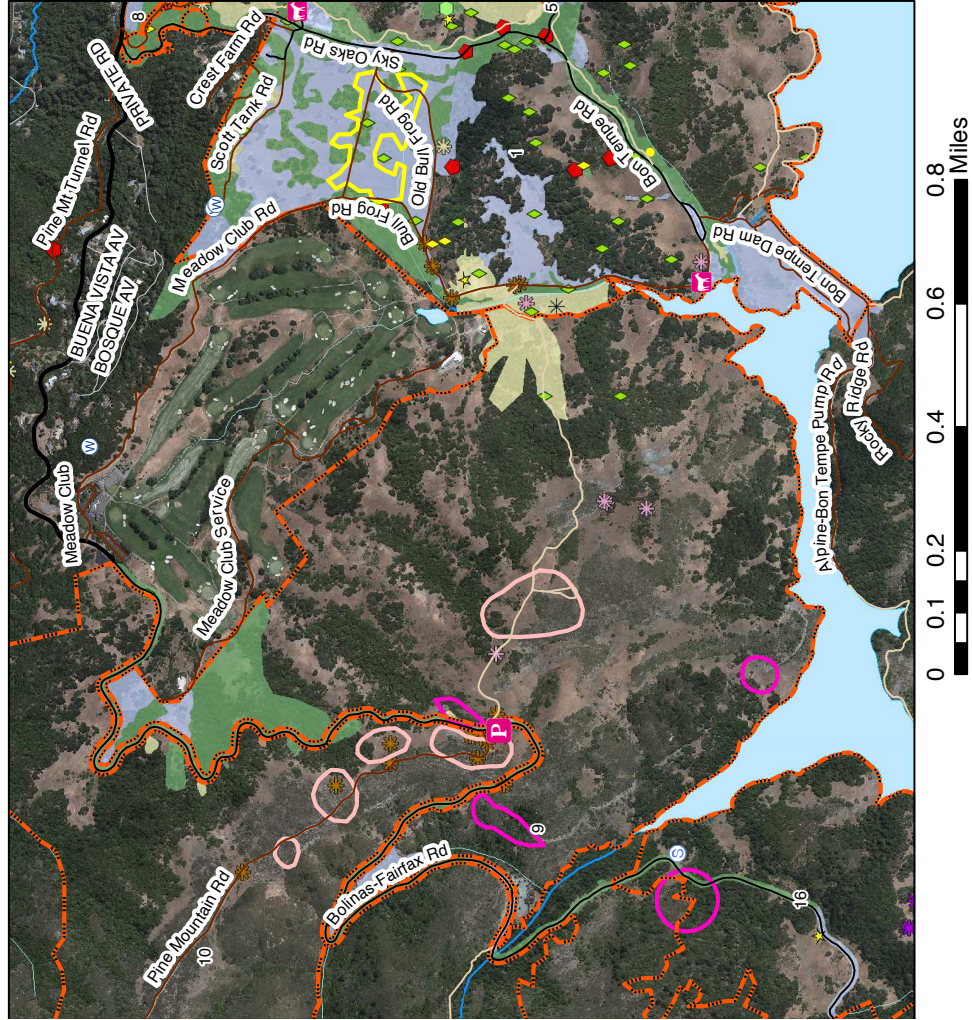 8
PRIVATE RD
Crest Farm Rd
Sky Oaks Rd
5
Scott Tank Rd
Pine Mt Tunnel Rd
Bull Frog Rd
Old Bull Frog Rd
1
Bon Tempe Rd
Meadow Club Rd
W
Bull Frog Rd
BUENA VISTA AV
BOSQUE AV
Bon Tempe Dam Rd
W
Meadow Club
Meadow Club Service
Alpine-Bon Tempe Pump Rd
Rocky Ridge Rd
P
9
Pine Mountain Rd
10
Bolinas-Fairfax Rd
S
16
0
0.1
0.2
0.4
0.6
0.8
Miles